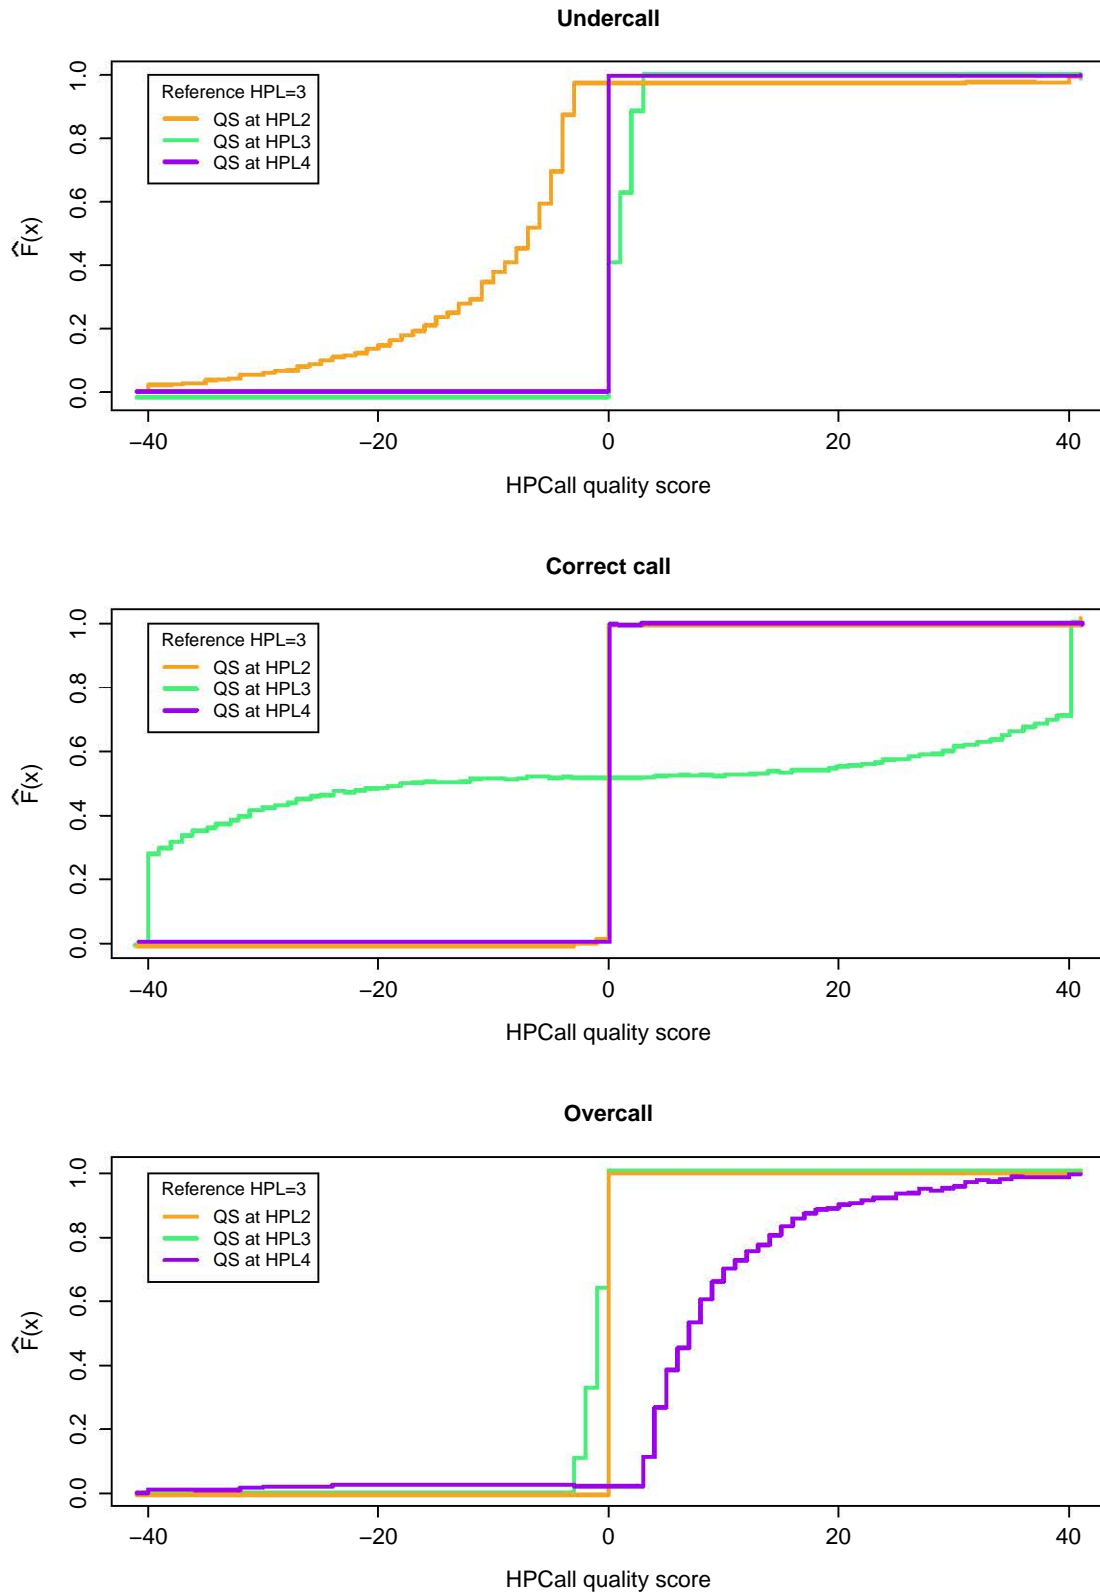 Undercall
Reference HPL=3
QS at HPL2
QS at HPL3
QS at HPL4
F̂(x)
1.0
0.8
0.6
0.4
0.2
0.0
−40 −20 0 20 40
HPCall quality score
Correct call
Reference HPL=3
QS at HPL2
QS at HPL3
QS at HPL4
F̂(x)
1.0
0.8
0.6
0.4
0.2
0.0
−40 −20 0 20 40
HPCall quality score
Overcall
Reference HPL=3
QS at HPL2
QS at HPL3
QS at HPL4
F̂(x)
1.0
0.8
0.6
0.4
0.2
0.0
−40 −20 0 20 40
HPCall quality score